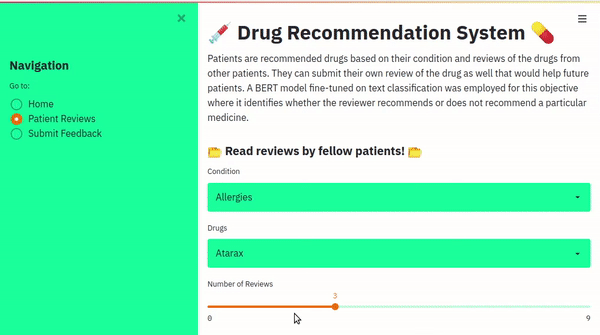 Navigation
Go to:
Home
Patient Reviews
Submit Feedback
Drug Recommendation System
Patients are recommended drugs based on their condition and reviews of the drugs from
other patients. They can submit their own review of the drug as well that would help future
patients. A BERT model fine-tuned on text classification was employed for this objective
where it identifies whether the reviewer recommends or does not recommend a particular
medicine.
Read reviews by fellow patients!
Condition
Allergies
Drugs
Atarax
Number of Reviews
3
0 9